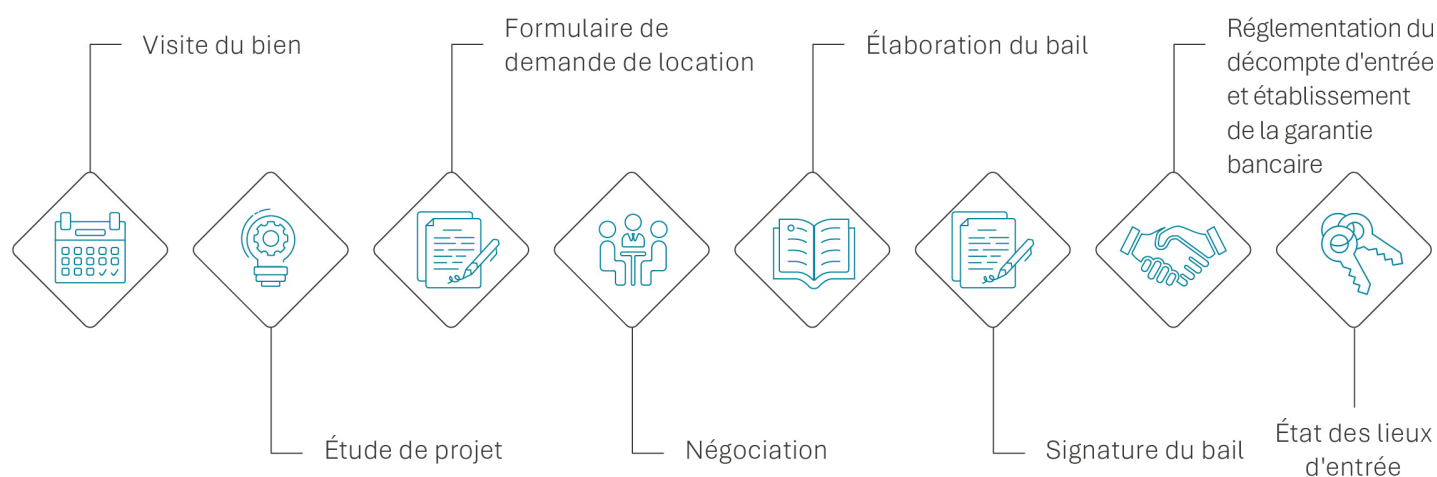 Visite du bien
Étude de projet
Formulaire de
demande de location
Négociation
Élaboration du bail
Signature du bail
Réglementation du
décompte d'entrée
et établissement
de la garantie
bancaire
État des lieux
d'entrée